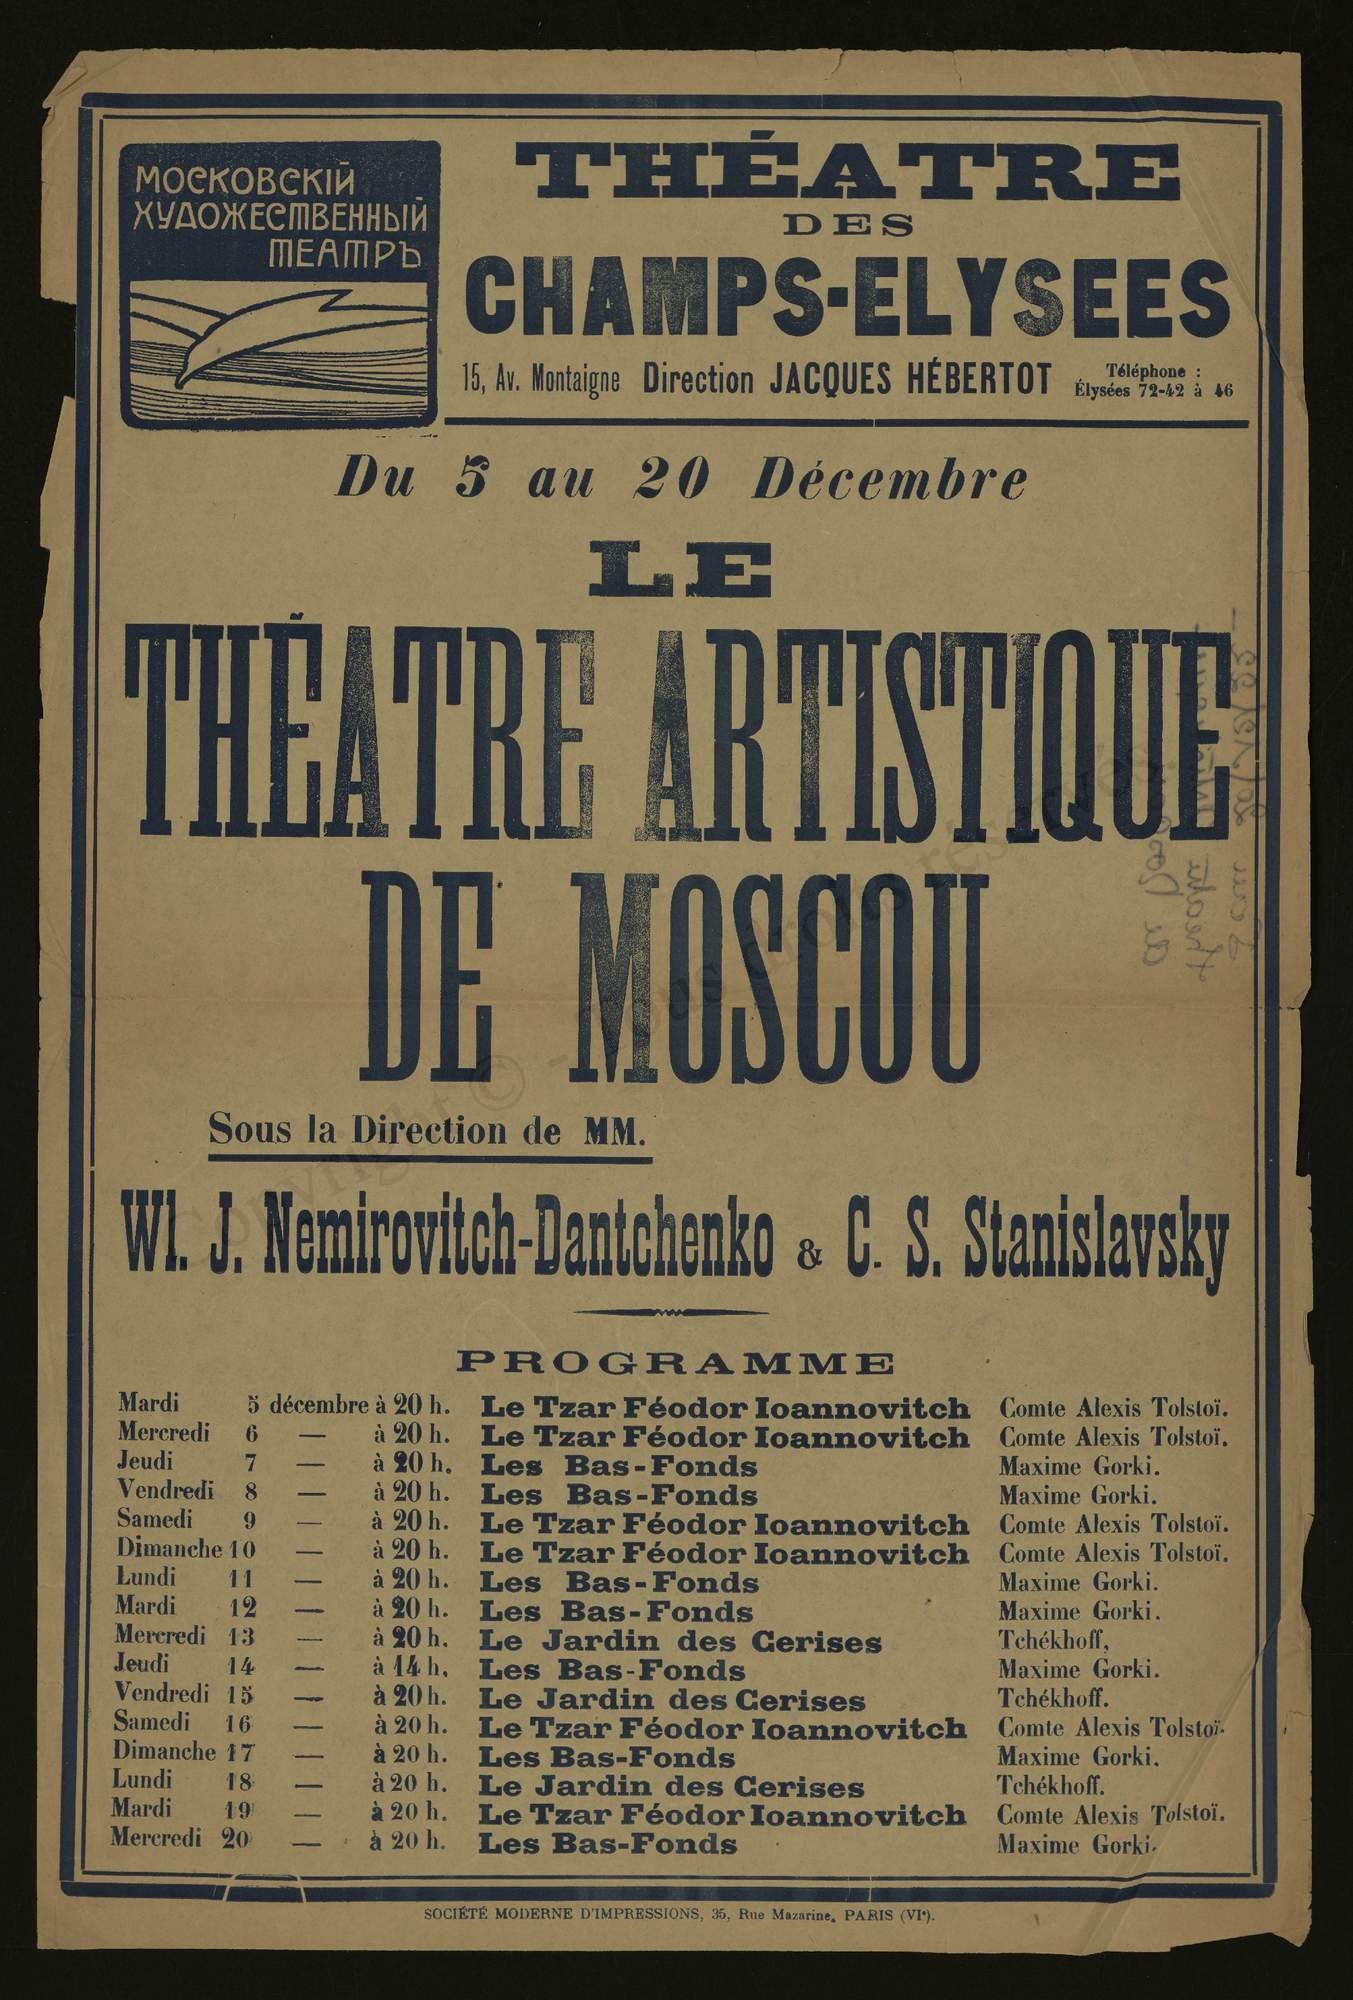 МОСКОВСКІЙ
ХУДОЖЕСТВЕННЫЙ
ТЕАТРЪ
THÉATRE
DES
CHAMPS-ELYSEES
15, Av. Montaigne Direction JACQUES HÉBERTOT Téléphone :
Élysées 72-42 à 46
Du 5 au 20 Décembre
LE
THÉATRE ARTISTIQUE
DE MOSCOU
Sous la Direction de MM.
Wl. J. Nemirovitch-Dantchenko & C. S. Stanislavsky
PROGRAMME
Mardi 5 décembre à 20 h. Le Tzar Féodor Ioannovitch Comte Alexis Tolstoï.
Mercredi 6 — à 20 h. Le Tzar Féodor Ioannovitch Comte Alexis Tolstoï.
Jeudi 7 — à 20 h. Les Bas-Fonds Maxime Gorki.
Vendredi 8 — à 20 h. Les Bas-Fonds Maxime Gorki.
Samedi 9 — à 20 h. Le Tzar Féodor Ioannovitch Comte Alexis Tolstoï.
Dimanche 10 — à 20 h. Le Tzar Féodor Ioannovitch Comte Alexis Tolstoï.
Lundi 11 — à 20 h. Les Bas-Fonds Maxime Gorki.
Mardi 12 — à 20 h. Les Bas-Fonds Maxime Gorki.
Mercredi 13 — à 20 h. Le Jardin des Cerises Tchékhoff,
Jeudi 14 — à 14 h. Les Bas-Fonds Maxime Gorki.
Vendredi 15 — à 20 h. Le Jardin des Cerises Tchékhoff.
Samedi 16 — à 20 h. Le Tzar Féodor Ioannovitch Comte Alexis Tolstoï.
Dimanche 17 — à 20 h. Les Bas-Fonds Maxime Gorki.
Lundi 18 — à 20 h. Le Jardin des Cerises Tchékhoff.
Mardi 19 — à 20 h. Le Tzar Féodor Ioannovitch Comte Alexis Tolstoï.
Mercredi 20 — à 20 h. Les Bas-Fonds Maxime Gorki.
SOCIÉTÉ MODERNE D'IMPRESSIONS, 35, Rue Mazarine, PARIS (VIe).
Copyright © - Tous droits réservés